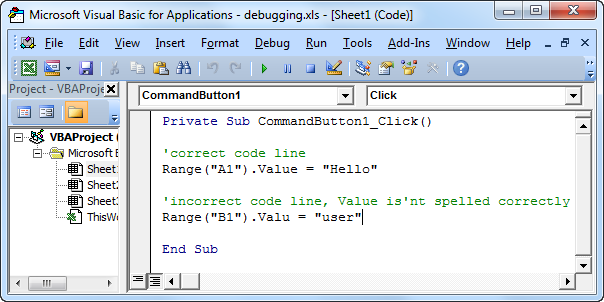 Microsoft Visual Basic for Applications - debugging.xls - [Sheet1 (Code)]
File Edit View Insert Format Debug Run Tools Add-Ins Window Help
Project - VBAProje
CommandButton1 Click
VBAProject (
Microsoft E
Sheet1
Sheet2
Sheet3
ThisWo
Private Sub CommandButton1_Click()
'correct code line
Range("A1").Value = "Hello"
'incorrect code line, Value is'nt spelled correctly
Range("B1").Valu = "user"
End Sub